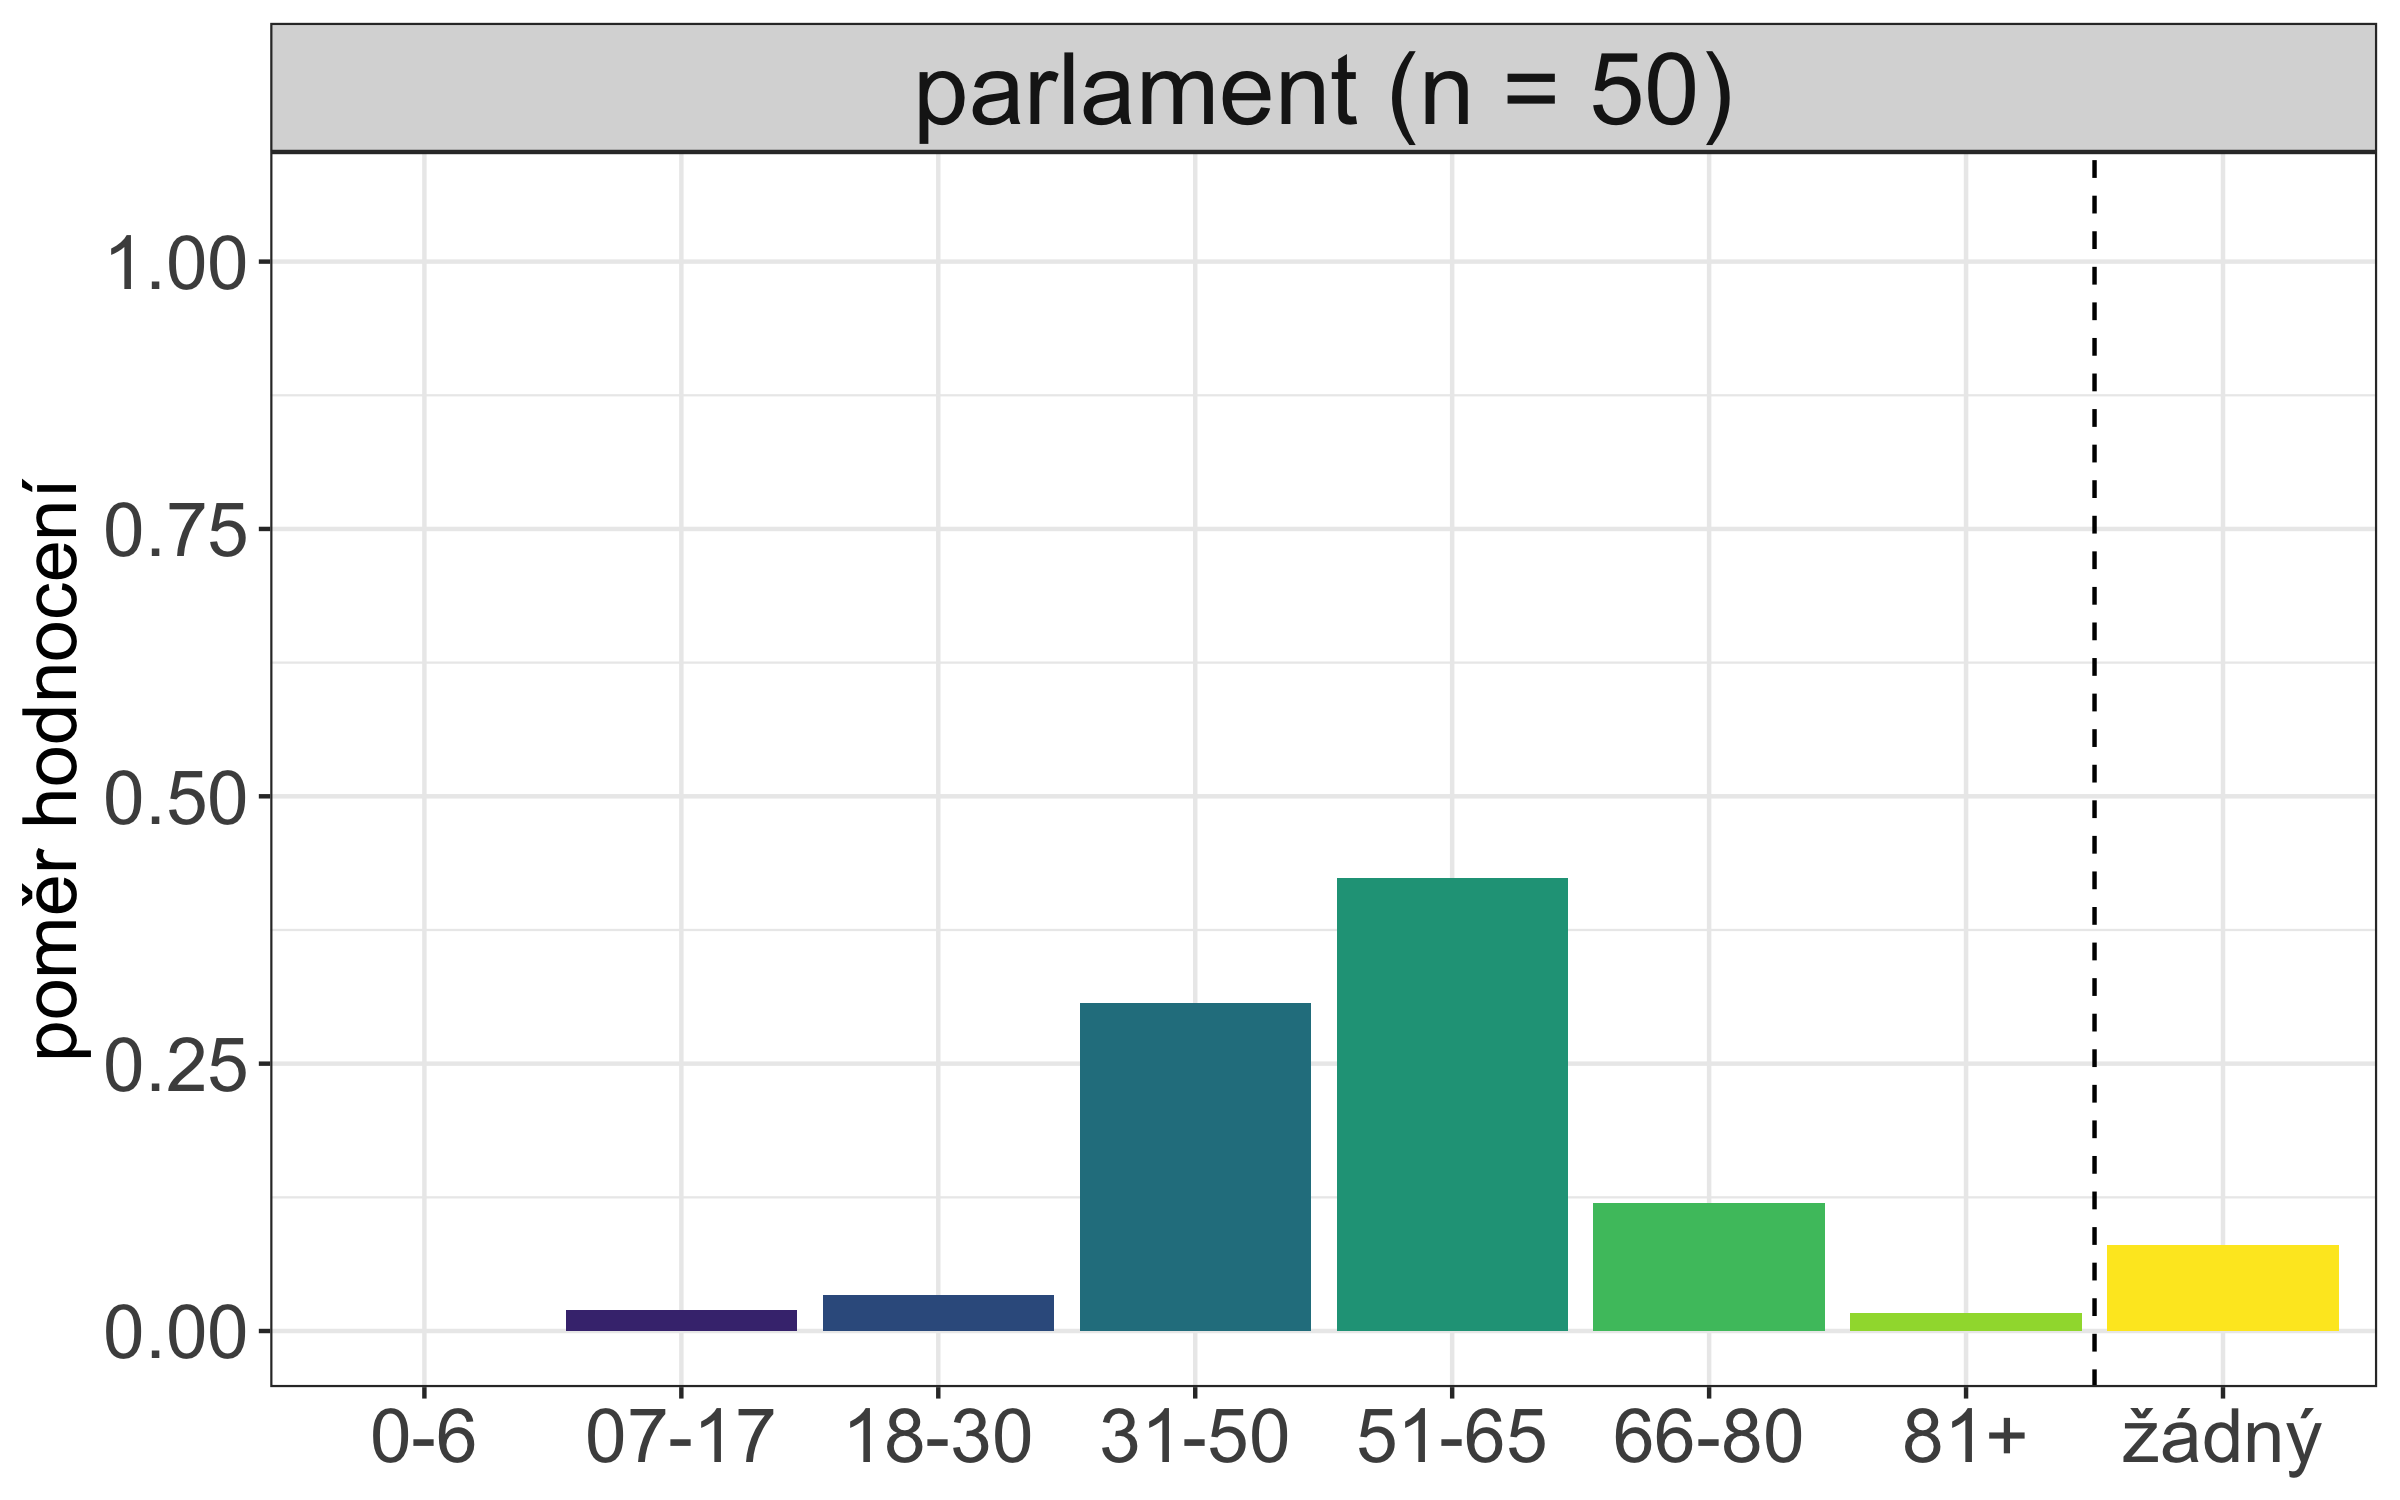 parlament (n = 50)
poměr hodnocení
1.00
0.75
0.50
0.25
0.00
0-6 07-17 18-30 31-50 51-65 66-80 81+ žádný